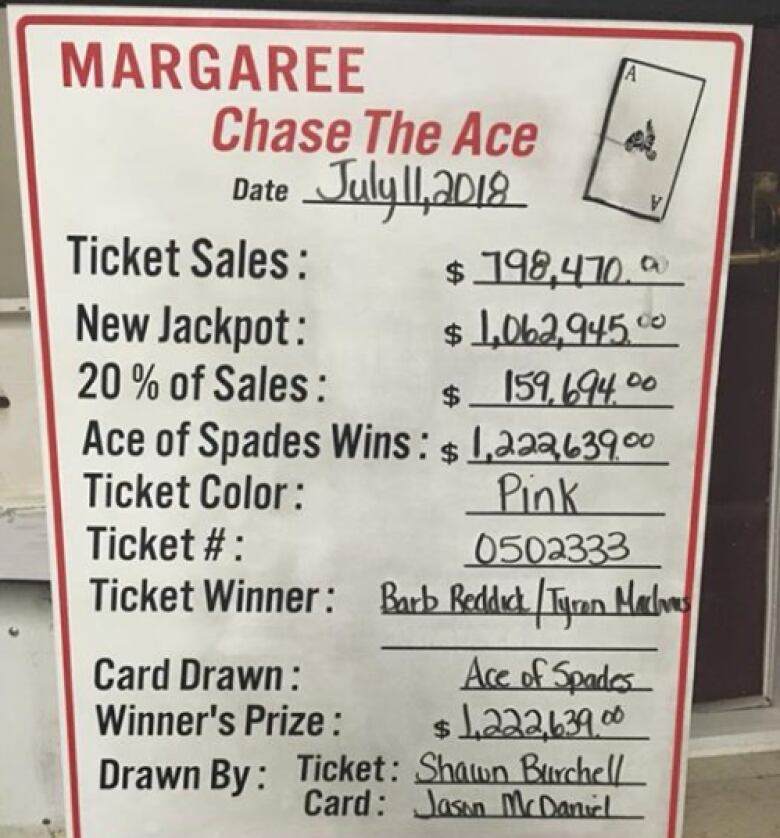 MARGAREE
Chase The Ace
A
A
Date July 11, 2018
Ticket Sales: $ 798,470.00
New Jackpot: $ 1,062,945.00
20 % of Sales: $ 159,694.00
Ace of Spades Wins: $ 1,222,639.00
Ticket Color: Pink
Ticket #: 0502333
Ticket Winner: Barb Reddick / Tyron
Card Drawn: Ace of Spades
Winner's Prize: $ 1,222,639.00
Drawn By: Ticket: Shawn Burchell
Card: Jason McDaniel